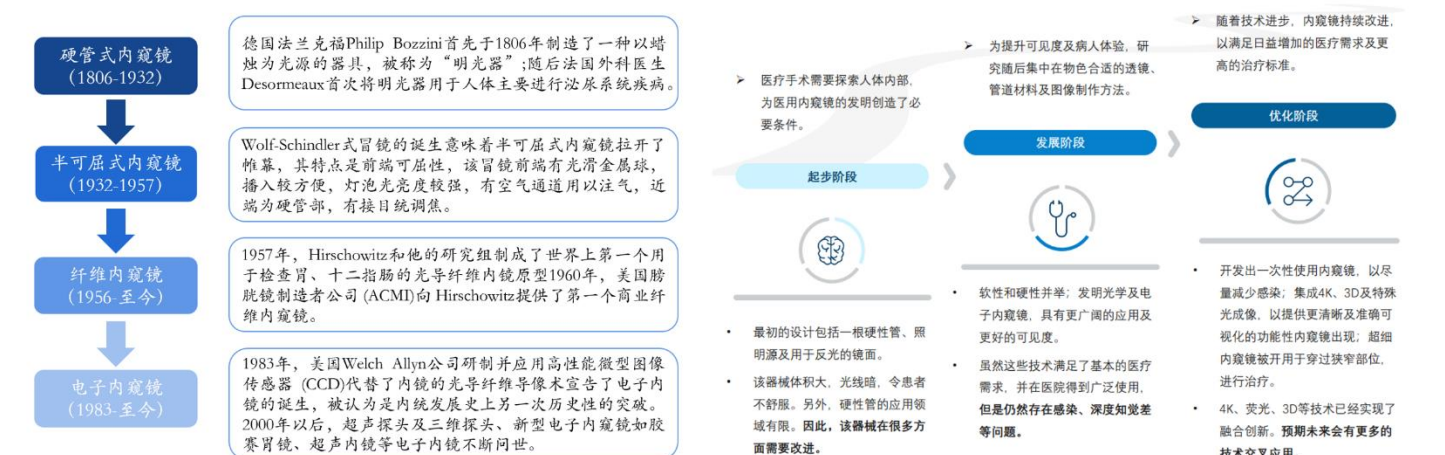 硬管式内窥镜
(1806-1932)
德国法兰克福Philip Bozzini首先于1806年制造了一种以蜡
烛为光源的器具，被称为“明光器”;随后法国外科医生
Desormeaux首次将明光器用于人体主要进行泌尿系统疾病。
半可屈式内窥镜
(1932-1957)
Wolf-Schindler式冒镜的诞生意味着半可屈式内窥镜拉开了
帷幕，其特点是前端可屈性，该冒镜前端有光滑金属球，
播入较方便，灯泡光亮度较强，有空气通道用以注气，近
端为硬管部，有接目统调焦。
纤维内窥镜
(1956-至今)
1957年，Hirschowitz和他的研究组制成了世界上第一个用
于检查胃、十二指肠的光导纤维内镜原型1960年，美国膀
胱镜制造者公司 (ACMI)向 Hirschowitz提供了第一个商业纤
维内窥镜。
电子内窥镜
(1983-至今)
1983年，美国Welch Allyn公司研制并应用高性能微型图像
传感器 (CCD)代替了内镜的光导纤维导像术宣告了电子内
镜的诞生，被认为是内统发展史上另一次历史性的突破。
2000年以后，超声探头及三维探头、新型电子内窥镜如胶
赛胃镜、超声内镜等电子内镜不断问世。
➢ 医疗手术需要探索人体内部，
为医用内窥镜的发明创造了必
要条件。
起步阶段
• 最初的设计包括一根硬性管、照
明源及用于反光的镜面。
• 该器械体积大，光线暗，令患者
不舒服。另外，硬性管的应用领
域有限。因此，该器械在很多方
面需要改进。
➢ 为提升可见度及病人体验，研
究随后集中在物色合适的透镜、
管道材料及图像制作方法。
发展阶段
• 软性和硬性并举；发明光学及电
子内窥镜，具有更广阔的应用及
更好的可见度。
• 虽然这些技术满足了基本的医疗
需求，并在医院得到广泛使用，
但是仍然存在感染、深度知觉差
等问题。
➢ 随着技术进步，内窥镜持续改进，
以满足日益增加的医疗需求及更
高的治疗标准。
优化阶段
• 开发出一次性使用内窥镜，以尽
量减少感染；集成4K、3D及特殊
光成像，以提供更清晰及准确可
视化的功能性内窥镜出现；超细
内窥镜被开用于穿过狭窄部位，
进行治疗。
• 4K、荧光、3D等技术已经实现了
融合创新。预期未来会有更多的
技术交叉应用。